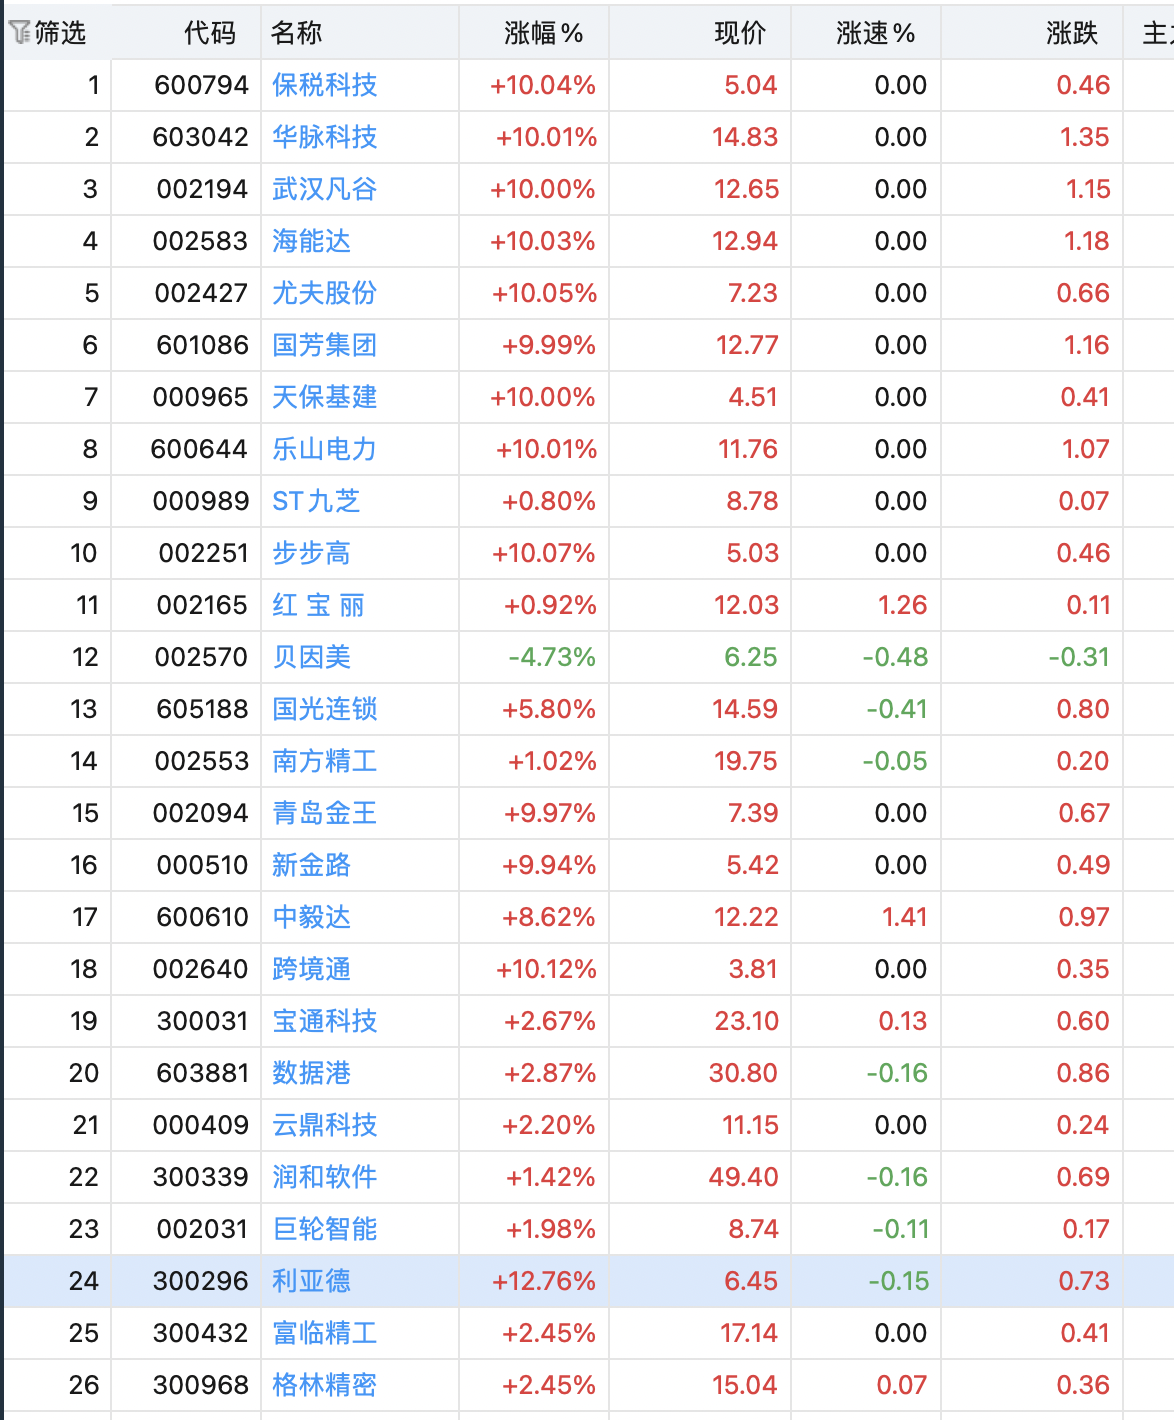 筛选 代码 名称 涨幅% 现价 涨速% 涨跌
1 600794 保税科技 +10.04% 5.04 0.00 0.46
2 603042 华脉科技 +10.01% 14.83 0.00 1.35
3 002194 武汉凡谷 +10.00% 12.65 0.00 1.15
4 002583 海能达 +10.03% 12.94 0.00 1.18
5 002427 尤夫股份 +10.05% 7.23 0.00 0.66
6 601086 国芳集团 +9.99% 12.77 0.00 1.16
7 000965 天保基建 +10.00% 4.51 0.00 0.41
8 600644 乐山电力 +10.01% 11.76 0.00 1.07
9 000989 ST九芝 +0.80% 8.78 0.00 0.07
10 002251 步步高 +10.07% 5.03 0.00 0.46
11 002165 红 宝 丽 +0.92% 12.03 1.26 0.11
12 002570 贝因美 -4.73% 6.25 -0.48 -0.31
13 605188 国光连锁 +5.80% 14.59 -0.41 0.80
14 002553 南方精工 +1.02% 19.75 -0.05 0.20
15 002094 青岛金王 +9.97% 7.39 0.00 0.67
16 000510 新金路 +9.94% 5.42 0.00 0.49
17 600610 中毅达 +8.62% 12.22 1.41 0.97
18 002640 跨境通 +10.12% 3.81 0.00 0.35
19 300031 宝通科技 +2.67% 23.10 0.13 0.60
20 603881 数据港 +2.87% 30.80 -0.16 0.86
21 000409 云鼎科技 +2.20% 11.15 0.00 0.24
22 300339 润和软件 +1.42% 49.40 -0.16 0.69
23 002031 巨轮智能 +1.98% 8.74 -0.11 0.17
24 300296 利亚德 +12.76% 6.45 -0.15 0.73
25 300432 富临精工 +2.45% 17.14 0.00 0.41
26 300968 格林精密 +2.45% 15.04 0.07 0.36